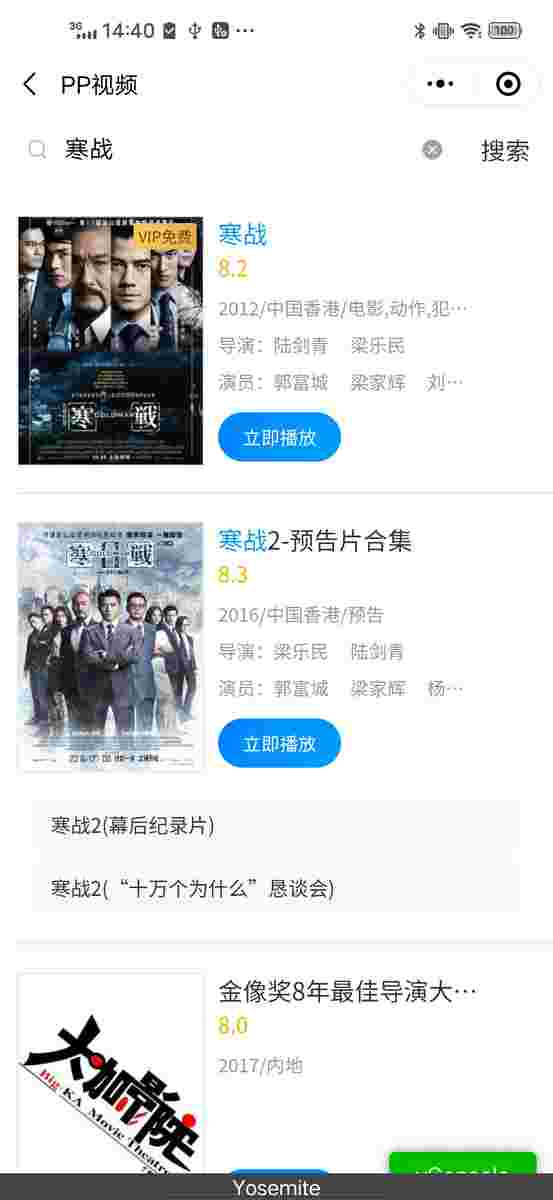 3G 14:40 ··· 100
PP视频
寒战
搜索
VIP免费
寒戰
COLDWAR
寒战
8.2
2012/中国香港/电影,动作,犯···
导演：陆剑青 梁乐民
演员：郭富城 梁家辉 刘···
立即播放
寒戰
寒战2-预告片合集
8.3
2016/中国香港/预告
导演：梁乐民 陆剑青
演员：郭富城 梁家辉 杨···
立即播放
寒战2(幕后纪录片)
寒战2(“十万个为什么”恳谈会)
大咖影院
Big KA Movie Theatre
金像奖8年最佳导演大···
8.0
2017/内地
vConsole
Yosemite